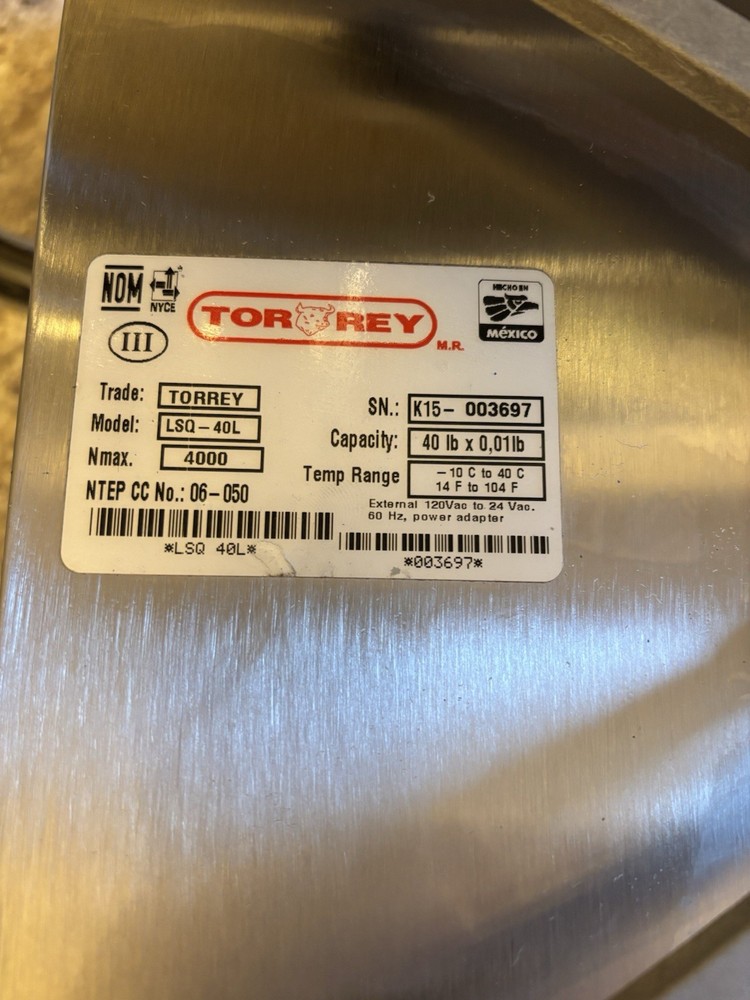 NOM
NYCE
III
TORREY
M.R.
HECHO EN
MÉXICO
Trade: TORREY
Model: LSQ-40L
Nmax. 4000
NTEP CC No.: 06-050
*LSQ 40L*
SN.: K15- 003697
Capacity: 40 lb x 0,01lb
Temp Range -10 C to 40 C
14 F to 104 F
External 120Vac to 24 Vac.
60 Hz, power adapter
*003697*